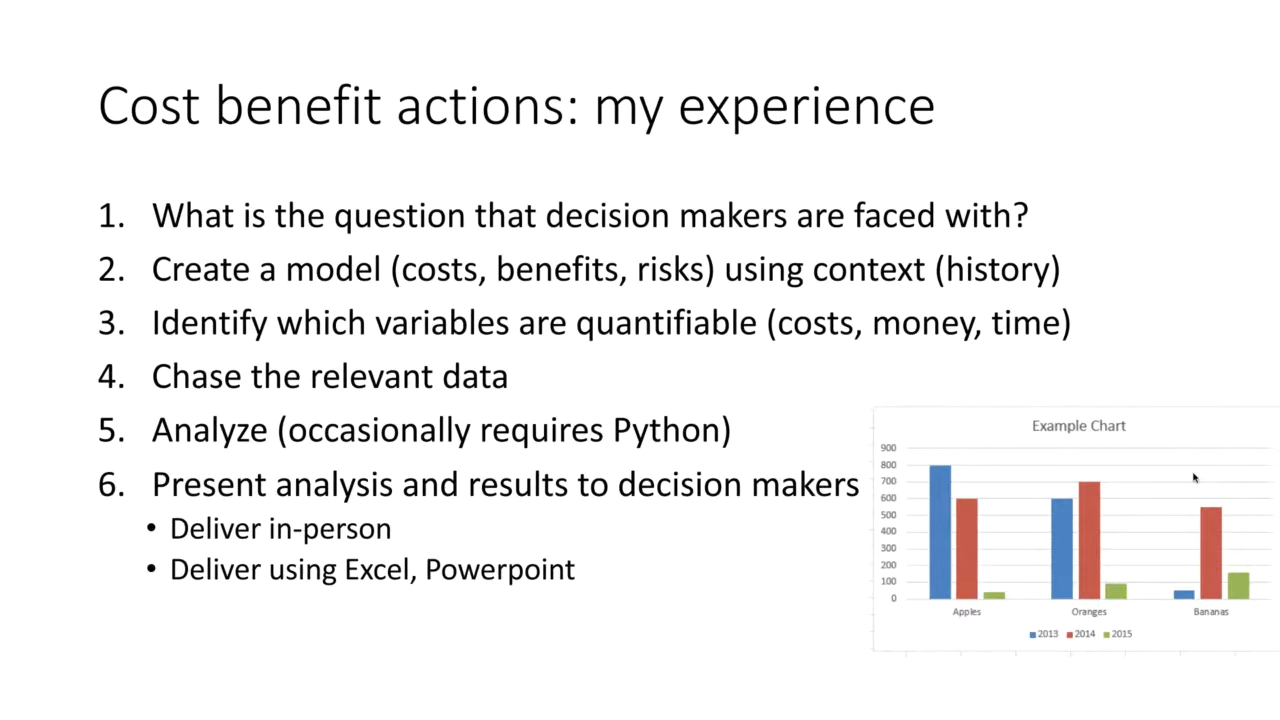 Cost benefit actions: my experience
1. What is the question that decision makers are faced with?
2. Create a model (costs, benefits, risks) using context (history)
3. Identify which variables are quantifiable (costs, money, time)
4. Chase the relevant data
5. Analyze (occasionally requires Python)
6. Present analysis and results to decision makers
• Deliver in-person
• Deliver using Excel, Powerpoint
Example Chart
900
800
700
600
500
400
300
200
100
0
Apples Oranges Bananas
2013 2014 2015